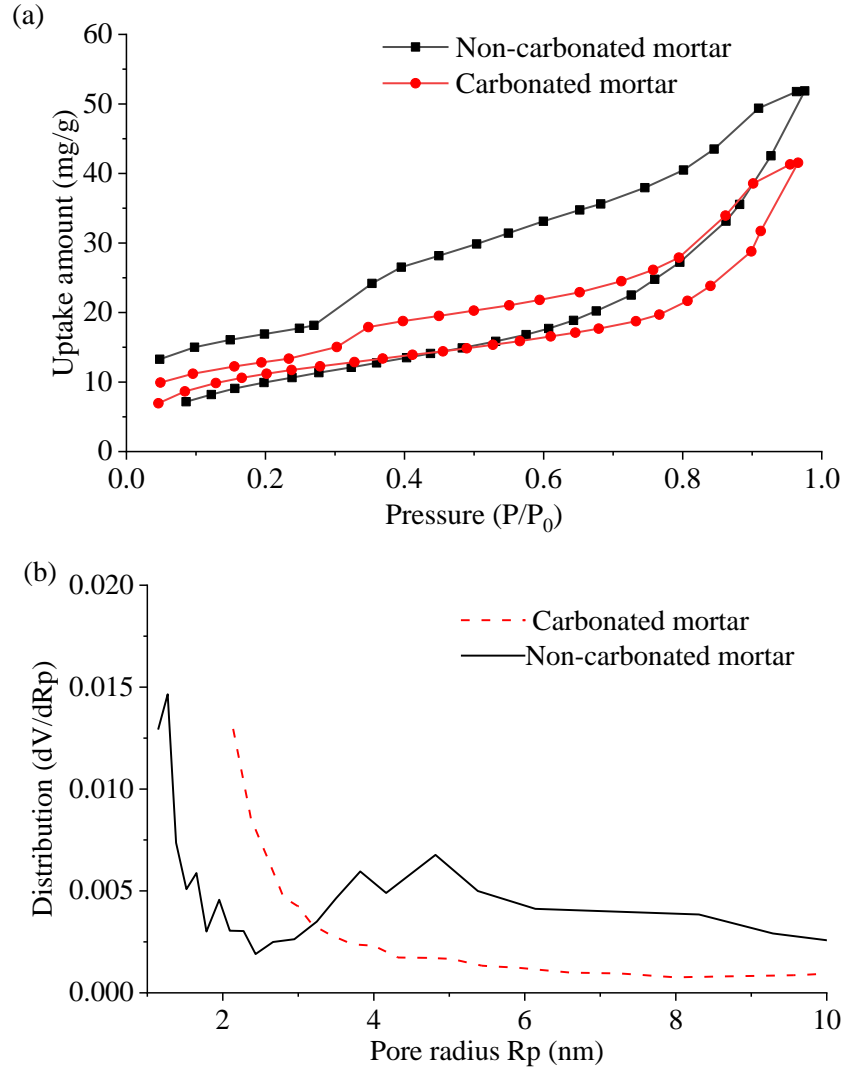 (a)
60
50
40
30
20
10
0
Uptake amount (mg/g)
Non-carbonated mortar
Carbonated mortar
0.0 0.2 0.4 0.6 0.8 1.0
Pressure (P/P₀)
(b)
0.020
0.015
0.010
0.005
0.000
Distribution (dV/dRp)
Carbonated mortar
Non-carbonated mortar
2 4 6 8 10
Pore radius Rp (nm)